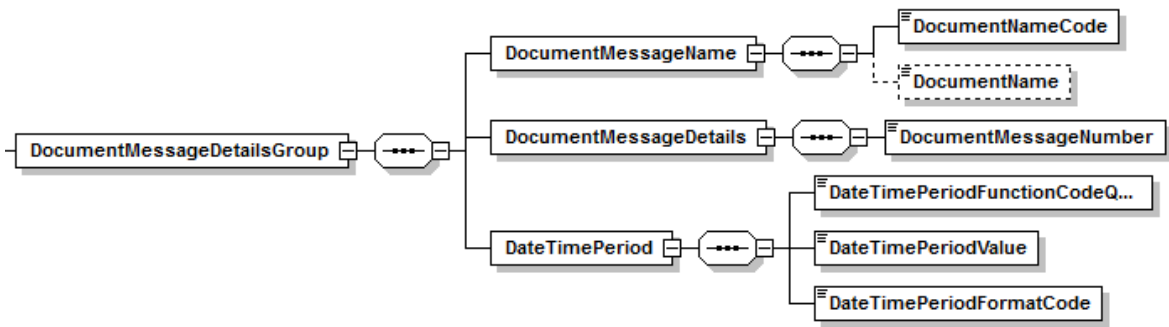 DocumentMessageDetailsGroup
DocumentMessageName
DocumentNameCode
DocumentName
DocumentMessageDetails
DocumentMessageNumber
DateTimePeriod
DateTimePeriodFunctionCodeQ...
DateTimePeriodValue
DateTimePeriodFormatCode